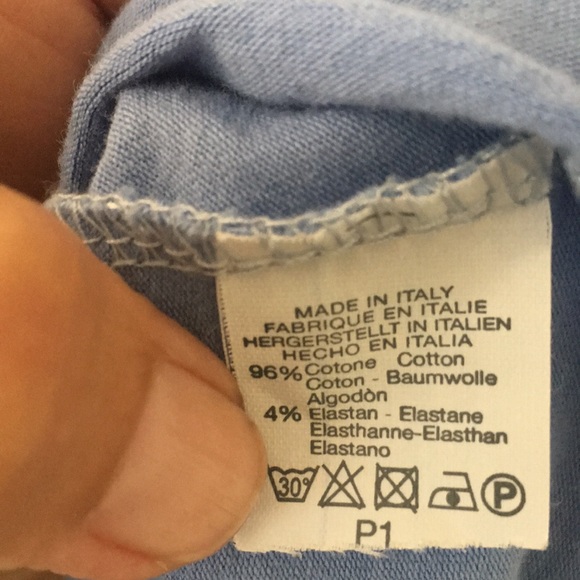 MADE IN ITALY
FABRIQUE EN ITALIE
HERGERSTELLT IN ITALIEN
HECHO EN ITALIA
96% Cotone Cotton
Coton - Baumwolle
Algodòn
4% Elastan - Elastane
Elasthanne-Elasthan
Elastano
30° P
P1